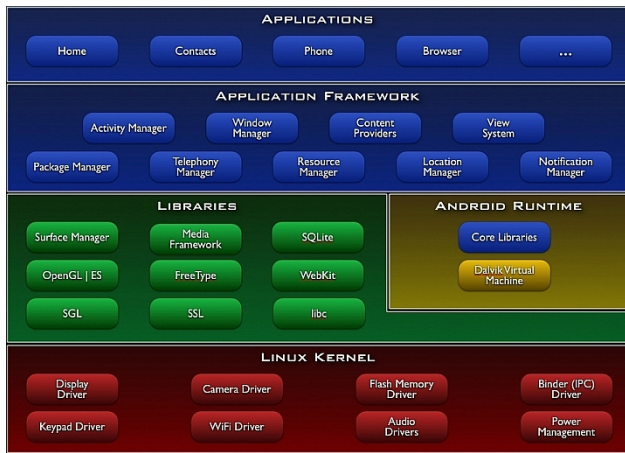 APPLICATIONS
Home
Contacts
Phone
Browser
...
APPLICATION FRAMEWORK
Activity Manager
Window
Manager
Content
Providers
View
System
Package Manager
Telephony
Manager
Resource
Manager
Location
Manager
Notification
Manager
LIBRARIES
Surface Manager
Media
Framework
SQLite
OpenGL | ES
FreeType
WebKit
SGL
SSL
libc
ANDROID RUNTIME
Core Libraries
Dalvik Virtual
Machine
LINUX KERNEL
Display
Driver
Camera Driver
Flash Memory
Driver
Binder (IPC)
Driver
Keypad Driver
WiFi Driver
Audio
Drivers
Power
Management